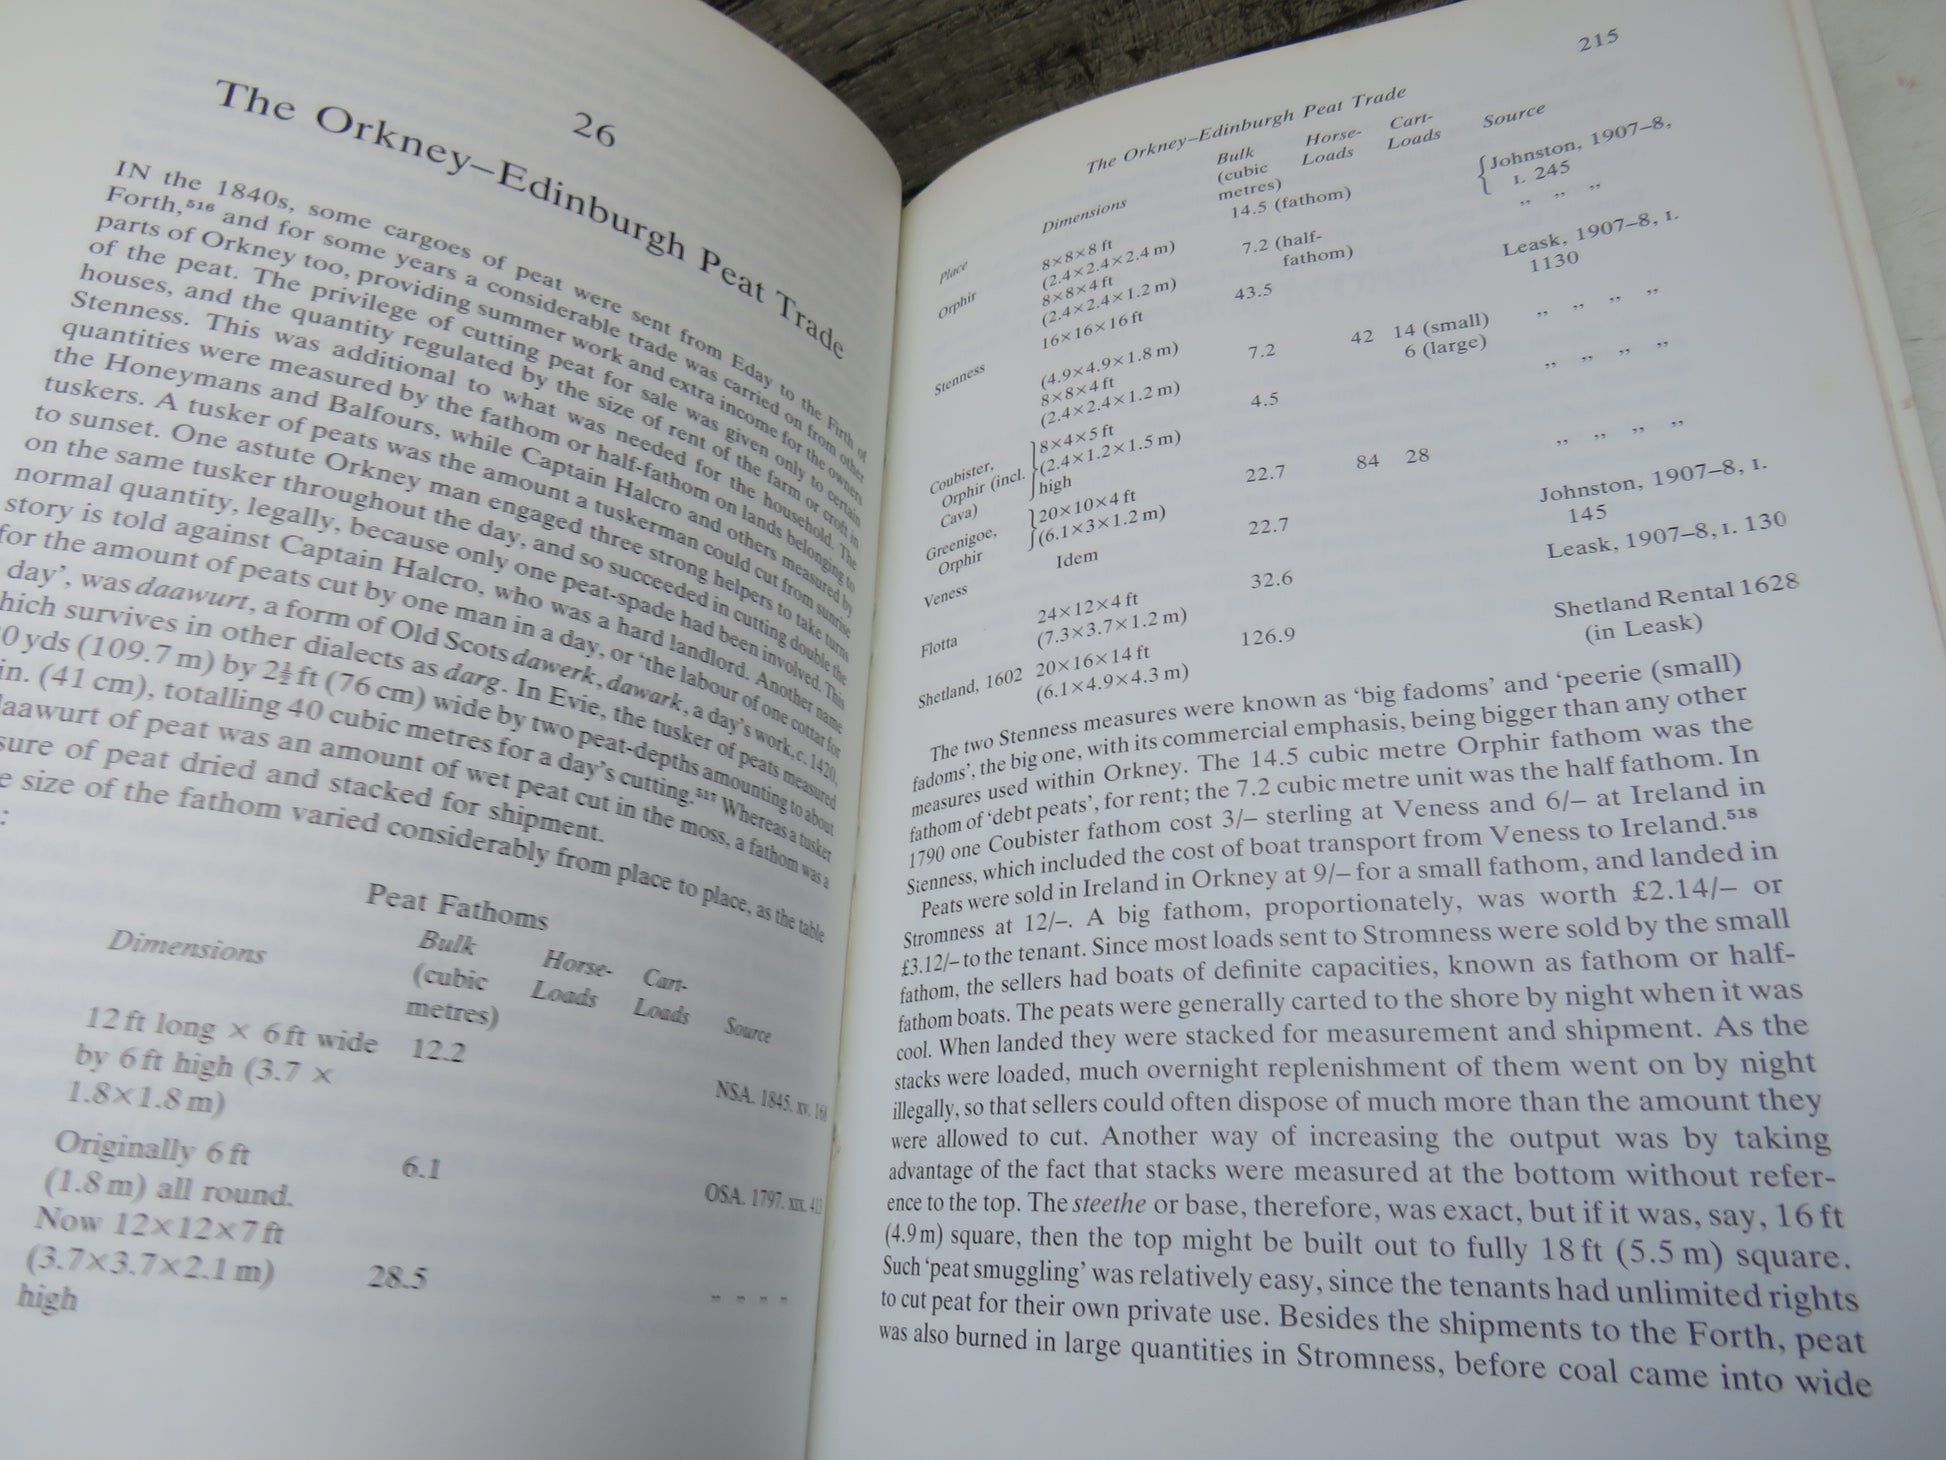 26
The Orkney–Edinburgh Peat Trade
IN the 1840s, some cargoes of peat were sent from Eday to the Firth of
Forth,⁵¹⁶ and for some years a considerable trade was carried on from other
parts of Orkney too, providing summer work and extra income for the owners
of the peat. The privilege of cutting peat for sale was given only to certain
houses, and the quantity regulated by the size of rent of the farm or croft in
Stenness. This was additional to what was needed for the household. The
quantities were measured by the fathom or half-fathom on lands belonging to
the Honeymans and Balfours, while Captain Halcro and others measured by
tuskers. A tusker of peats was the amount a tuskerman could cut from sunrise
to sunset. One astute Orkney man engaged three strong helpers to take turns
on the same tusker throughout the day, and so succeeded in cutting double the
normal quantity, legally, because only one peat-spade had been involved. This
story is told against Captain Halcro, who was a hard landlord. Another name
for the amount of peats cut by one man in a day, or 'the labour of one cottar for
day', was daawurt, a form of Old Scots dawerk, dawark, a day's work, c. 1420,
hich survives in other dialects as darg. In Evie, the tusker of peats measured
0 yds (109.7 m) by 2½ ft (76 cm) wide by two peat-depths amounting to about
in. (41 cm), totalling 40 cubic metres for a day's cutting.⁵¹⁷ Whereas a tusker
daawurt of peat was an amount of wet peat cut in the moss, a fathom was a
sure of peat dried and stacked for shipment.
e size of the fathom varied considerably from place to place, as the table
:
Peat Fathoms
Dimensions Bulk (cubic metres) Horse-Loads Cart-Loads Source
12 ft long × 6 ft wide 12.2
by 6 ft high (3.7 ×
1.8×1.8 m) NSA. 1845. xv.
Originally 6 ft 6.1
(1.8 m) all round. OSA. 1797. xix.
Now 12×12×7 ft
(3.7×3.7×2.1 m) 28.5 ,, ,, ,, ,,
high
215
The Orkney–Edinburgh Peat Trade
Place Dimensions Bulk (cubic metres) Horse-Loads Cart-Loads Source
Orphir 8×8×8 ft 14.5 (fathom) {Johnston, 1907–8,
(2.4×2.4×2.4 m) I. 245
8×8×4 ft 7.2 (half- ,, ,, ,,
(2.4×2.4×1.2 m) fathom)
Stenness 16×16×16 ft 43.5 Leask, 1907–8, I.
(4.9×4.9×1.8 m) 1130
8×8×4 ft 7.2 42 14 (small) ,, ,, ,,
(2.4×2.4×1.2 m) 6 (large)
Coubister, }8×4×5 ft 4.5 ,, ,, ,, ,,
Orphir (incl. (2.4×1.2×1.5 m)
Cava) high
Greenigoe, }20×10×4 ft 22.7 84 28 ,, ,, ,, ,,
Orphir (6.1×3×1.2 m)
Veness Idem 22.7 Johnston, 1907–8, I.
145
Flotta 24×12×4 ft 32.6 Leask, 1907–8, I. 130
(7.3×3.7×1.2 m)
Shetland, 1602 20×16×14 ft 126.9 Shetland Rental 1628
(6.1×4.9×4.3 m) (in Leask)
The two Stenness measures were known as 'big fadoms' and 'peerie (small)
fadoms', the big one, with its commercial emphasis, being bigger than any other
measures used within Orkney. The 14.5 cubic metre Orphir fathom was the
fathom of 'debt peats', for rent; the 7.2 cubic metre unit was the half fathom. In
1790 one Coubister fathom cost 3/– sterling at Veness and 6/– at Ireland in
Stenness, which included the cost of boat transport from Veness to Ireland.⁵¹⁸
Peats were sold in Ireland in Orkney at 9/– for a small fathom, and landed in
Stromness at 12/–. A big fathom, proportionately, was worth £2.14/– or
£3.12/– to the tenant. Since most loads sent to Stromness were sold by the small
fathom, the sellers had boats of definite capacities, known as fathom or half-
fathom boats. The peats were generally carted to the shore by night when it was
cool. When landed they were stacked for measurement and shipment. As the
stacks were loaded, much overnight replenishment of them went on by night
illegally, so that sellers could often dispose of much more than the amount they
were allowed to cut. Another way of increasing the output was by taking
advantage of the fact that stacks were measured at the bottom without refer-
ence to the top. The steethe or base, therefore, was exact, but if it was, say, 16 ft
(4.9 m) square, then the top might be built out to fully 18 ft (5.5 m) square.
Such 'peat smuggling' was relatively easy, since the tenants had unlimited rights
to cut peat for their own private use. Besides the shipments to the Forth, peat
was also burned in large quantities in Stromness, before coal came into wide